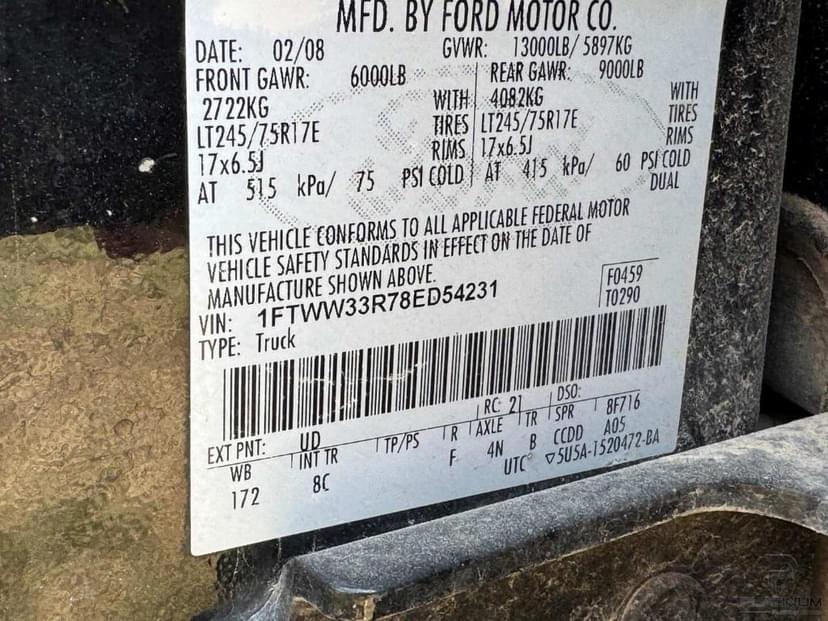 MFD. BY FORD MOTOR CO.
DATE: 02/08 GVWR: 13000LB/ 5897KG
FRONT GAWR: 6000LB REAR GAWR: 9000LB
2722KG WITH 4082KG WITH
LT245/75R17E TIRES LT245/75R17E TIRES
17x6.5J RIMS 17x6.5J RIMS
AT 515 kPa/ 75 PSI COLD AT 415 kPa/ 60 PSI COLD
DUAL
THIS VEHICLE CONFORMS TO ALL APPLICABLE FEDERAL MOTOR
VEHICLE SAFETY STANDARDS IN EFFECT ON THE DATE OF
MANUFACTURE SHOWN ABOVE.
F0459
VIN: 1FTWW33R78ED54231 T0290
TYPE: Truck
RC: 21 DSO:
EXT PNT: UD 8F716
WB INT TR TP/PS R AXLE TR SPR A05
172 8C F 4N B CCDD
UTC ▽5U5A-1520472-BA
PLATINUM